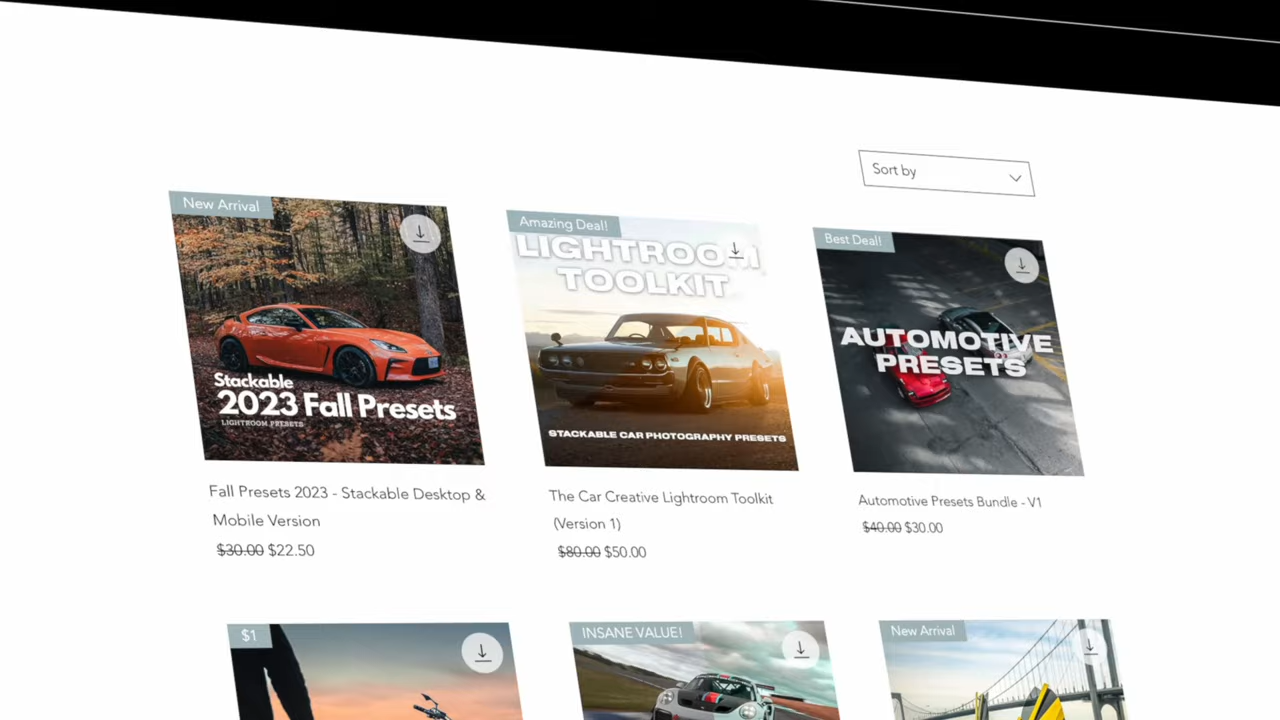 Sort by
New Arrival
Stackable
2023 Fall Presets
LIGHTROOM PRESETS
Fall Presets 2023 - Stackable Desktop &
Mobile Version
$30.00 $22.50
Amazing Deal!
LIGHTROOM
TOOLKIT
STACKABLE CAR PHOTOGRAPHY PRESETS
The Car Creative Lightroom Toolkit
(Version 1)
$80.00 $50.00
Best Deal!
AUTOMOTIVE
PRESETS
Automotive Presets Bundle - V1
$40.00 $30.00
$1
INSANE VALUE!
New Arrival